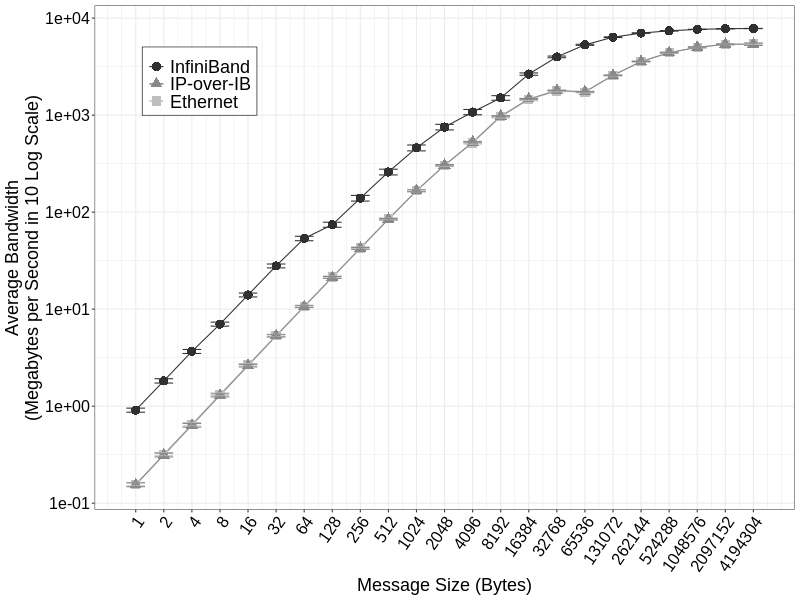 1e+04
1e+03
1e+02
1e+01
1e+00
1e-01
Average Bandwidth
(Megabytes per Second in 10 Log Scale)
InfiniBand
IP-over-IB
Ethernet
1
2
4
8
16
32
64
128
256
512
1024
2048
4096
8192
16384
32768
65536
131072
262144
524288
1048576
2097152
4194304
Message Size (Bytes)